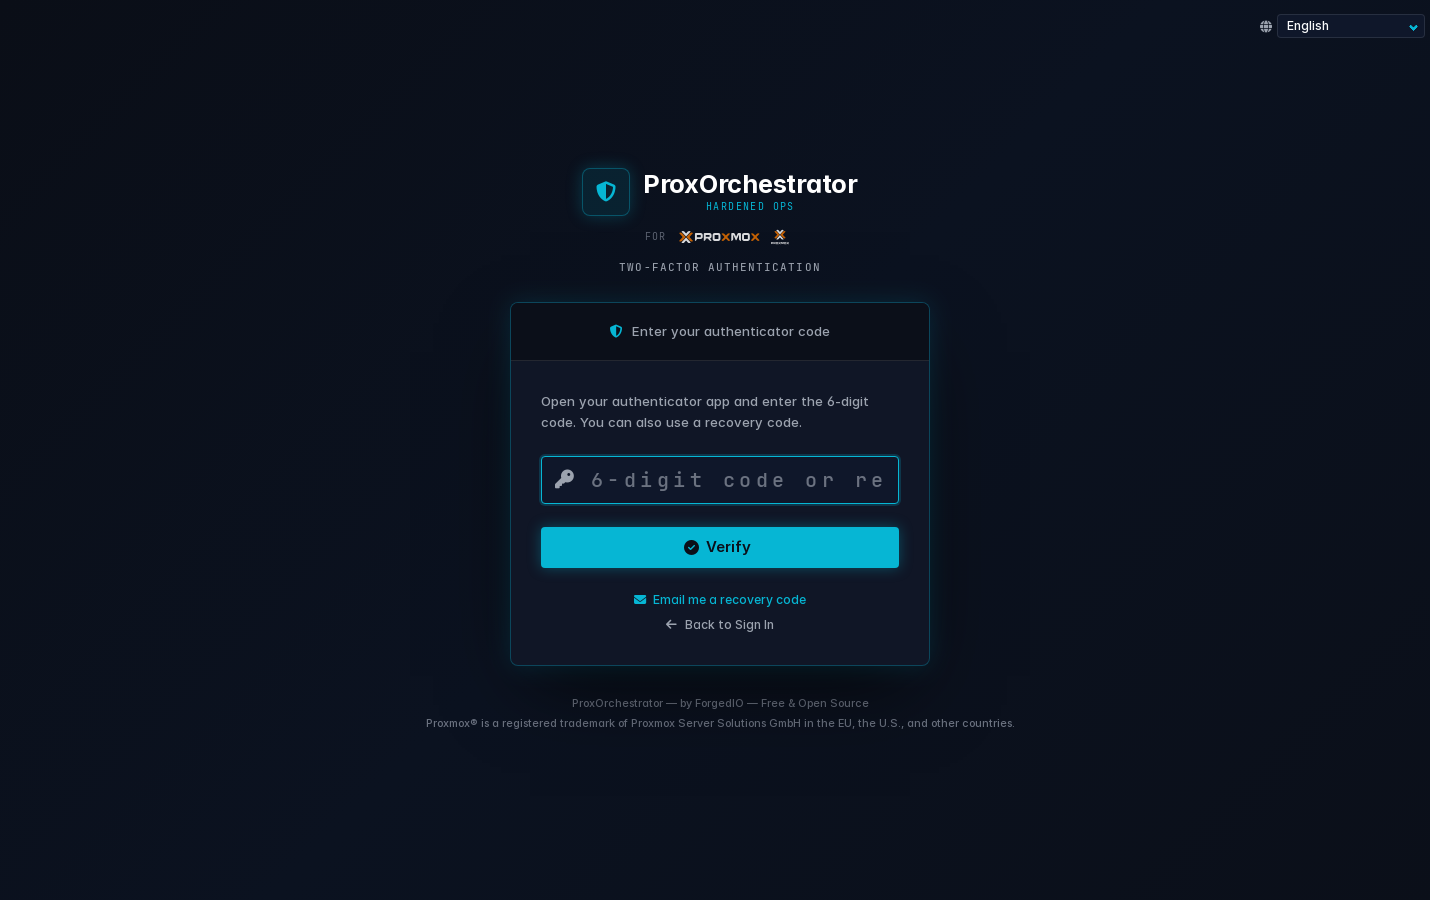 English
ProxOrchestrator
HARDENED OPS
FOR PROXMOX PROXMOX
TWO-FACTOR AUTHENTICATION
Enter your authenticator code
Open your authenticator app and enter the 6-digit
code. You can also use a recovery code.
6-digit code or re
Verify
Email me a recovery code
Back to Sign In
ProxOrchestrator — by ForgedIO — Free & Open Source
Proxmox® is a registered trademark of Proxmox Server Solutions GmbH in the EU, the U.S., and other countries.